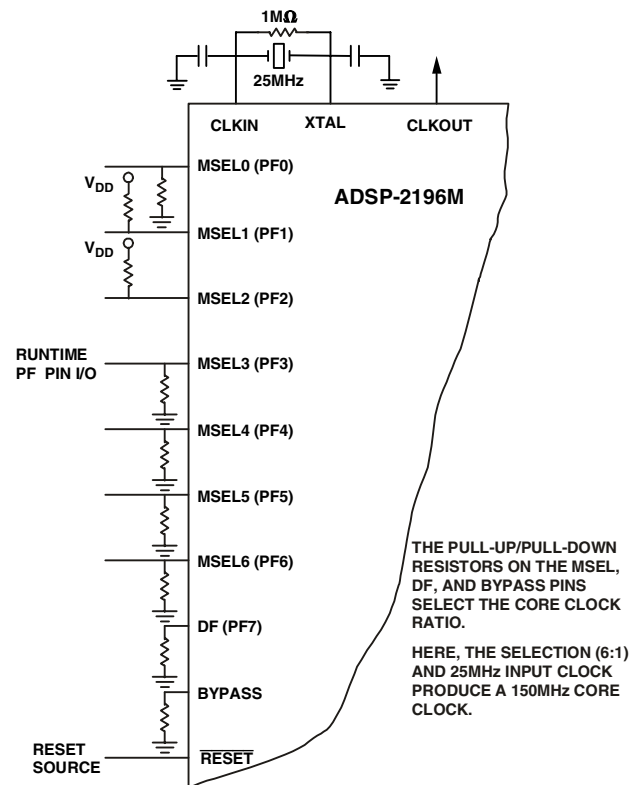 1MΩ
25MHz
CLKIN
XTAL
CLKOUT
MSEL0 (PF0)
VDD
ADSP-2196M
MSEL1 (PF1)
VDD
MSEL2 (PF2)
RUNTIME
PF PIN I/O
MSEL3 (PF3)
MSEL4 (PF4)
MSEL5 (PF5)
MSEL6 (PF6)
DF (PF7)
BYPASS
RESET
SOURCE
RESET
THE PULL-UP/PULL-DOWN
RESISTORS ON THE MSEL,
DF, AND BYPASS PINS
SELECT THE CORE CLOCK
RATIO.
HERE, THE SELECTION (6:1)
AND 25MHz INPUT CLOCK
PRODUCE A 150MHz CORE
CLOCK.